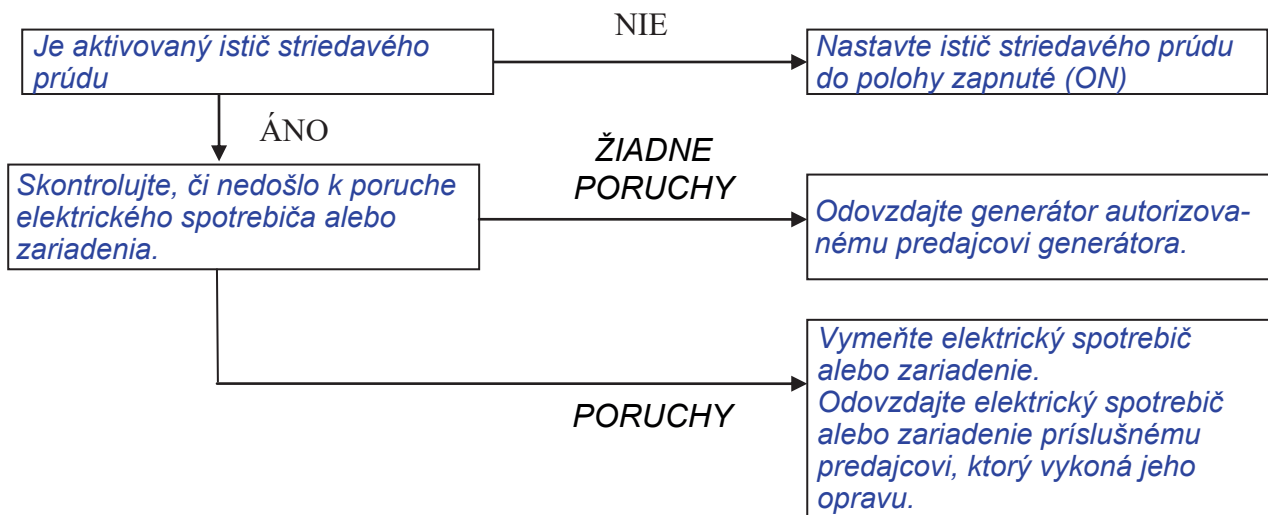 Je aktivovaný istič striedavého
prúdu
NIE
Nastavte istič striedavého prúdu
do polohy zapnuté (ON)
ÁNO
Skontrolujte, či nedošlo k poruche
elektrického spotrebiča alebo
zariadenia.
ŽIADNE
PORUCHY
Odovzdajte generátor autorizova-
nému predajcovi generátora.
PORUCHY
Vymeňte elektrický spotrebič
alebo zariadenie.
Odovzdajte elektrický spotrebič
alebo zariadenie príslušnému
predajcovi, ktorý vykoná jeho
opravu.